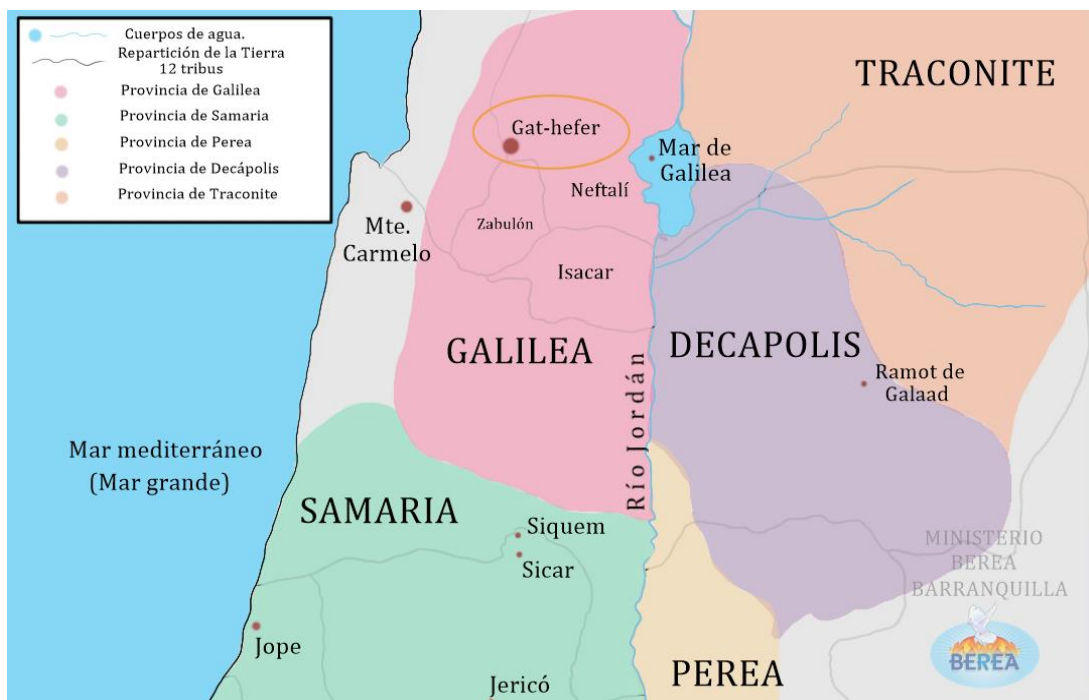 Cuerpos de agua.
Repartición de la Tierra
12 tribus
Provincia de Galilea
Provincia de Samaria
Provincia de Perea
Provincia de Decápolis
Provincia de Traconite
TRACONITE
Gat-hefer
Mar de
Galilea
Neftalí
Zabulón
Mte.
Carmelo
Isacar
GALILEA
DECAPOLIS
Ramot de
Galaad
Río Jordán
Mar mediterráneo
(Mar grande)
SAMARIA
Siquem
Sicar
MINISTERIO
BEREA
BARRANQUILLA
BEREA
Jope
Jericó
PEREA